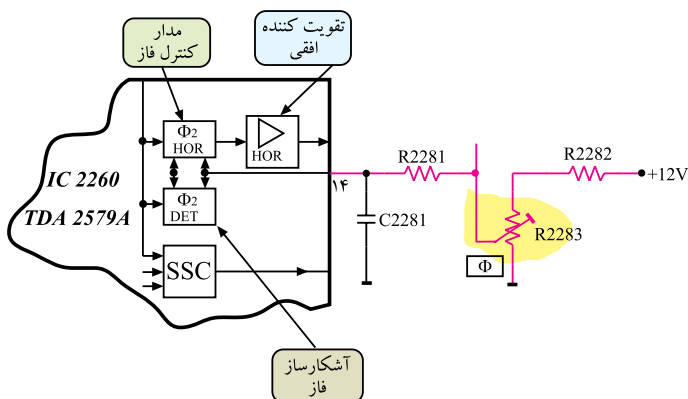 مدار
کنترل فاز
تقویت کننده
افقی
Φ2
HOR
HOR
IC 2260
TDA 2579A
Φ2
DET
SSC
۱۴
R2281
C2281
R2282
+12V
R2283
Φ
آشکارساز
فاز